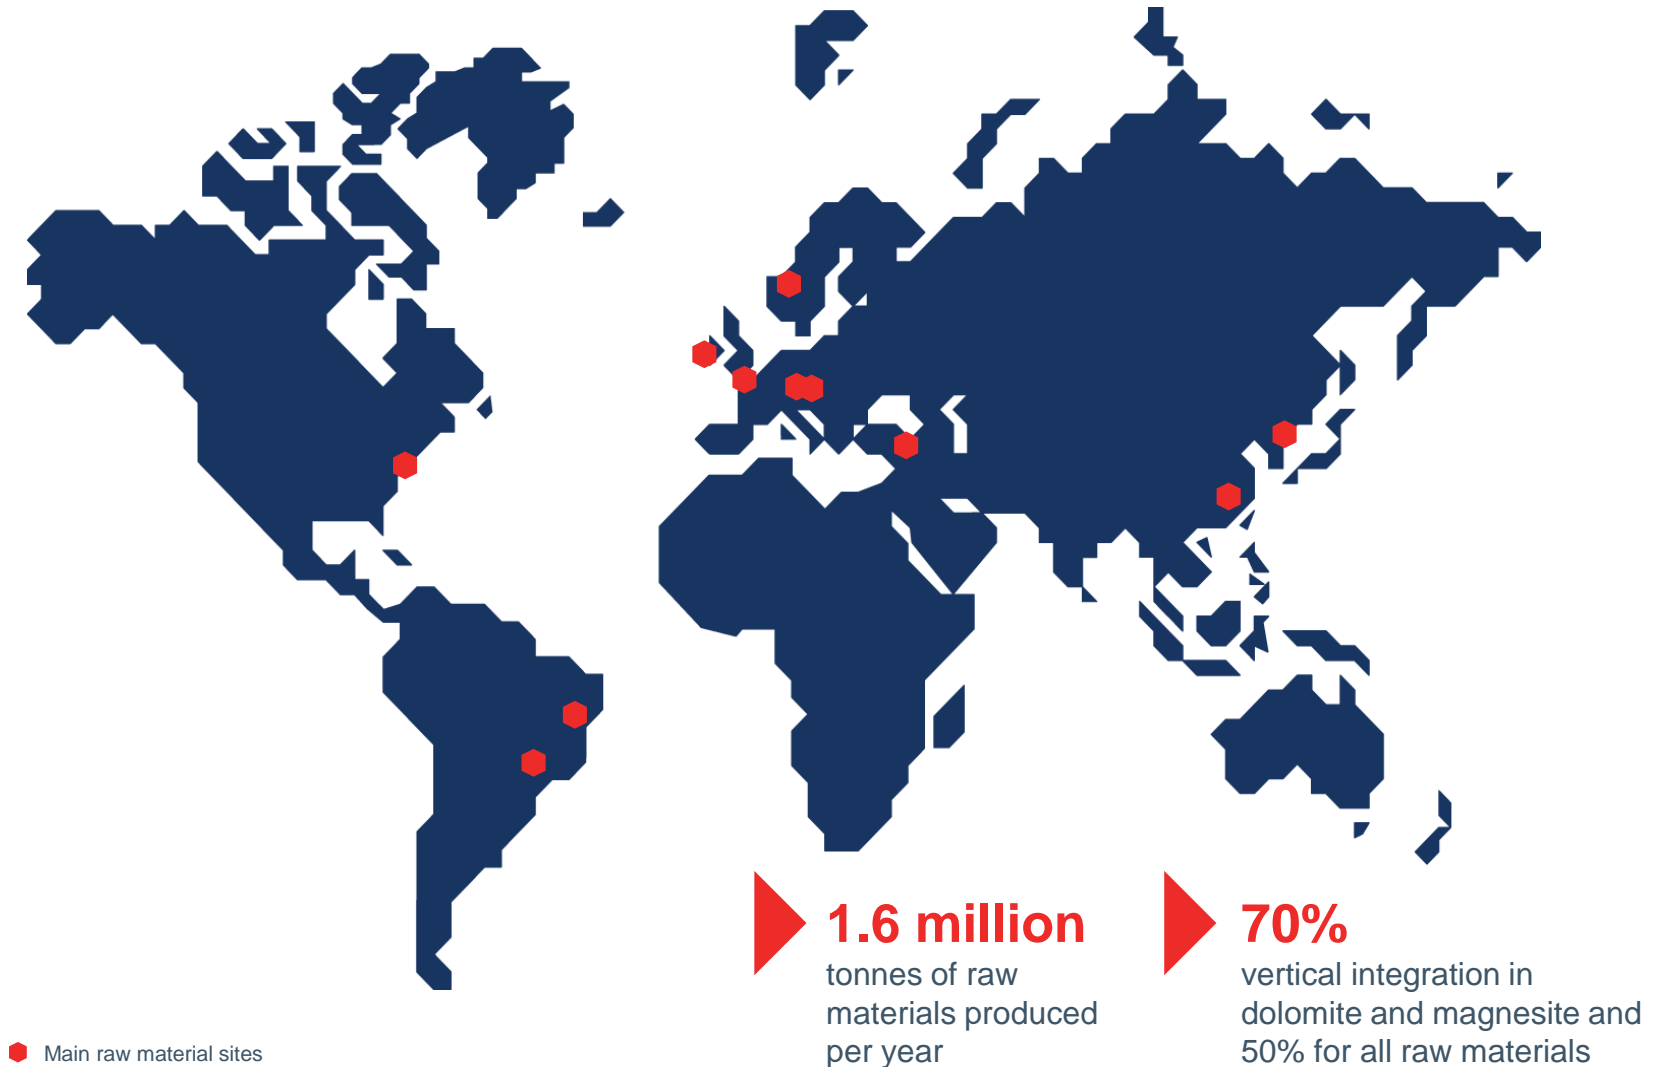 1.6 million
tonnes of raw
materials produced
per year
70%
vertical integration in
dolomite and magnesite and
50% for all raw materials
Main raw material sites